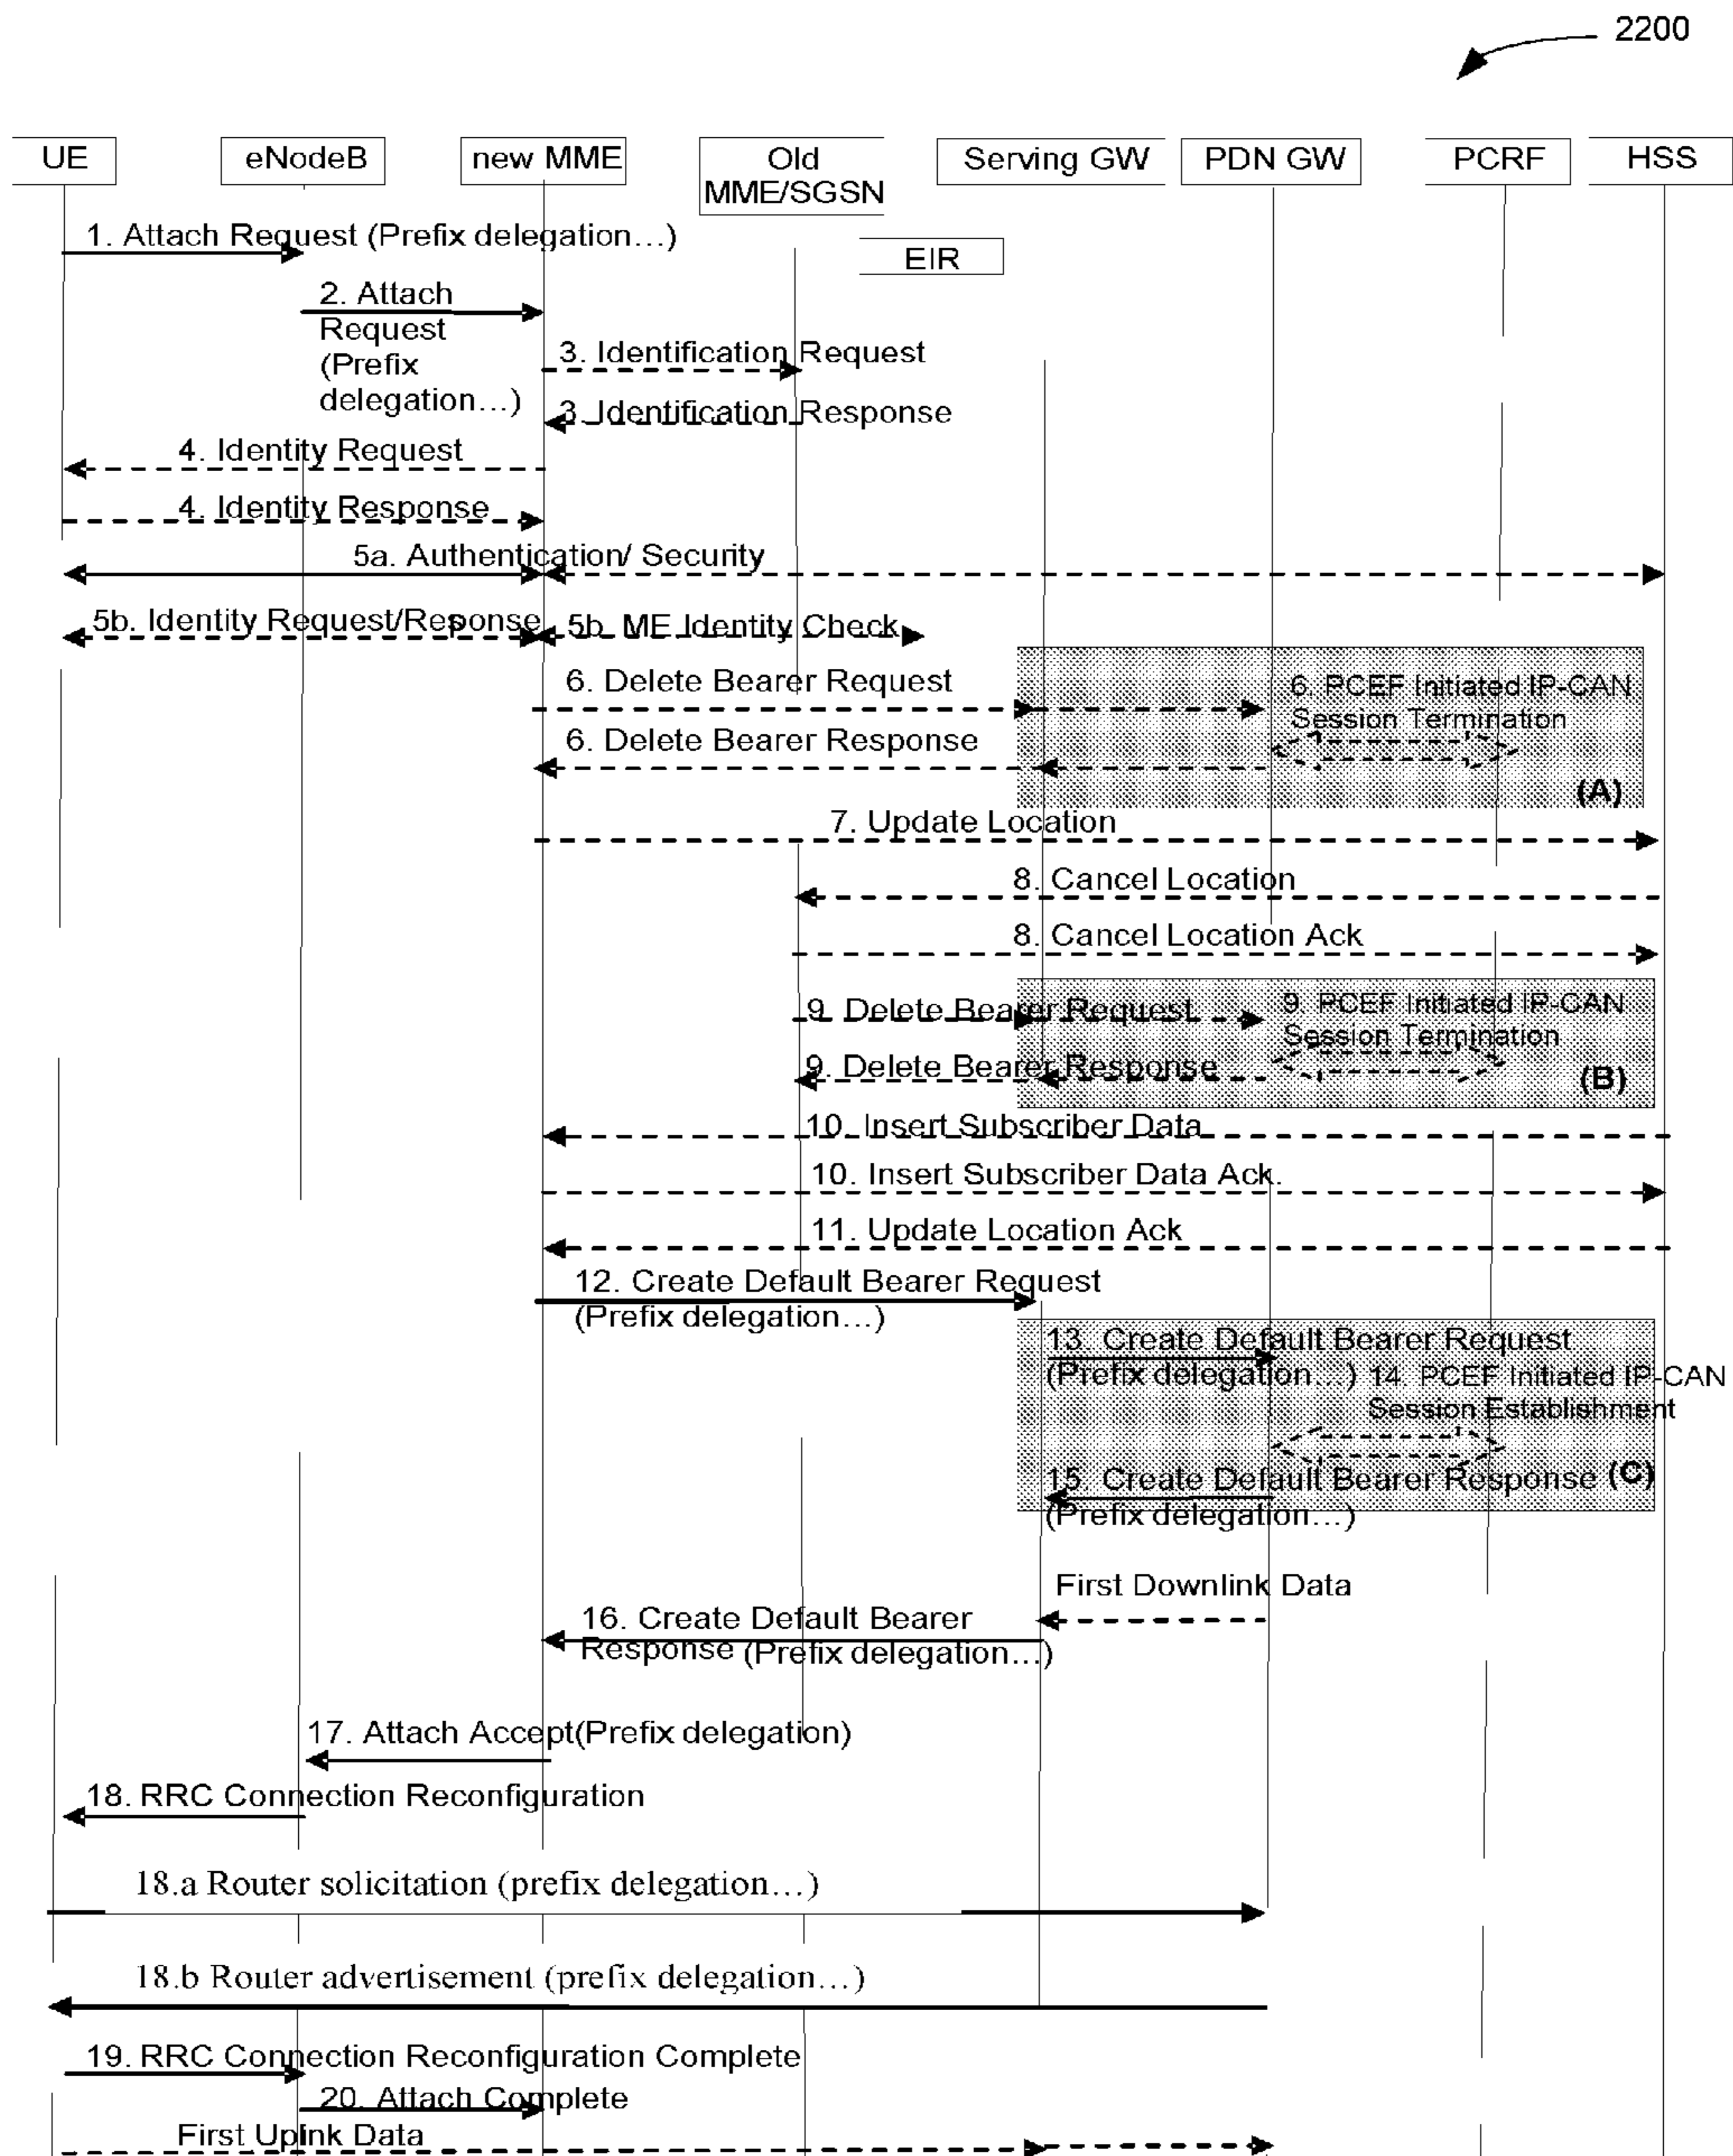 2200
UE
eNodeB
new MME
Old
MME/SGSN
Serving GW
PDN GW
PCRF
HSS
1. Attach Request (Prefix delegation...)
EIR
2. Attach
Request
(Prefix
delegation...)
3. Identification Request
3. Identification Response
4. Identity Request
4. Identity Response
5a. Authentication/ Security
5b. Identity Request/Response
5b. ME Identity Check
6. Delete Bearer Request
6. PCEF Initiated IP-CAN
Session Termination
6. Delete Bearer Response
(A)
7. Update Location
8. Cancel Location
8. Cancel Location Ack
9. Delete Bearer Request
9. PCEF Initiated IP-CAN
Session Termination
9. Delete Bearer Response
(B)
10. Insert Subscriber Data
10. Insert Subscriber Data Ack.
11. Update Location Ack
12. Create Default Bearer Request
(Prefix delegation...)
13. Create Default Bearer Request
(Prefix delegation...)
14. PCEF Initiated IP-CAN
Session Establishment
15. Create Default Bearer Response
(C)
(Prefix delegation...)
First Downlink Data
16. Create Default Bearer
Response (Prefix delegation...)
17. Attach Accept(Prefix delegation)
18. RRC Connection Reconfiguration
18.a Router solicitation (prefix delegation...)
18.b Router advertisement (prefix delegation...)
19. RRC Connection Reconfiguration Complete
20. Attach Complete
First Uplink Data